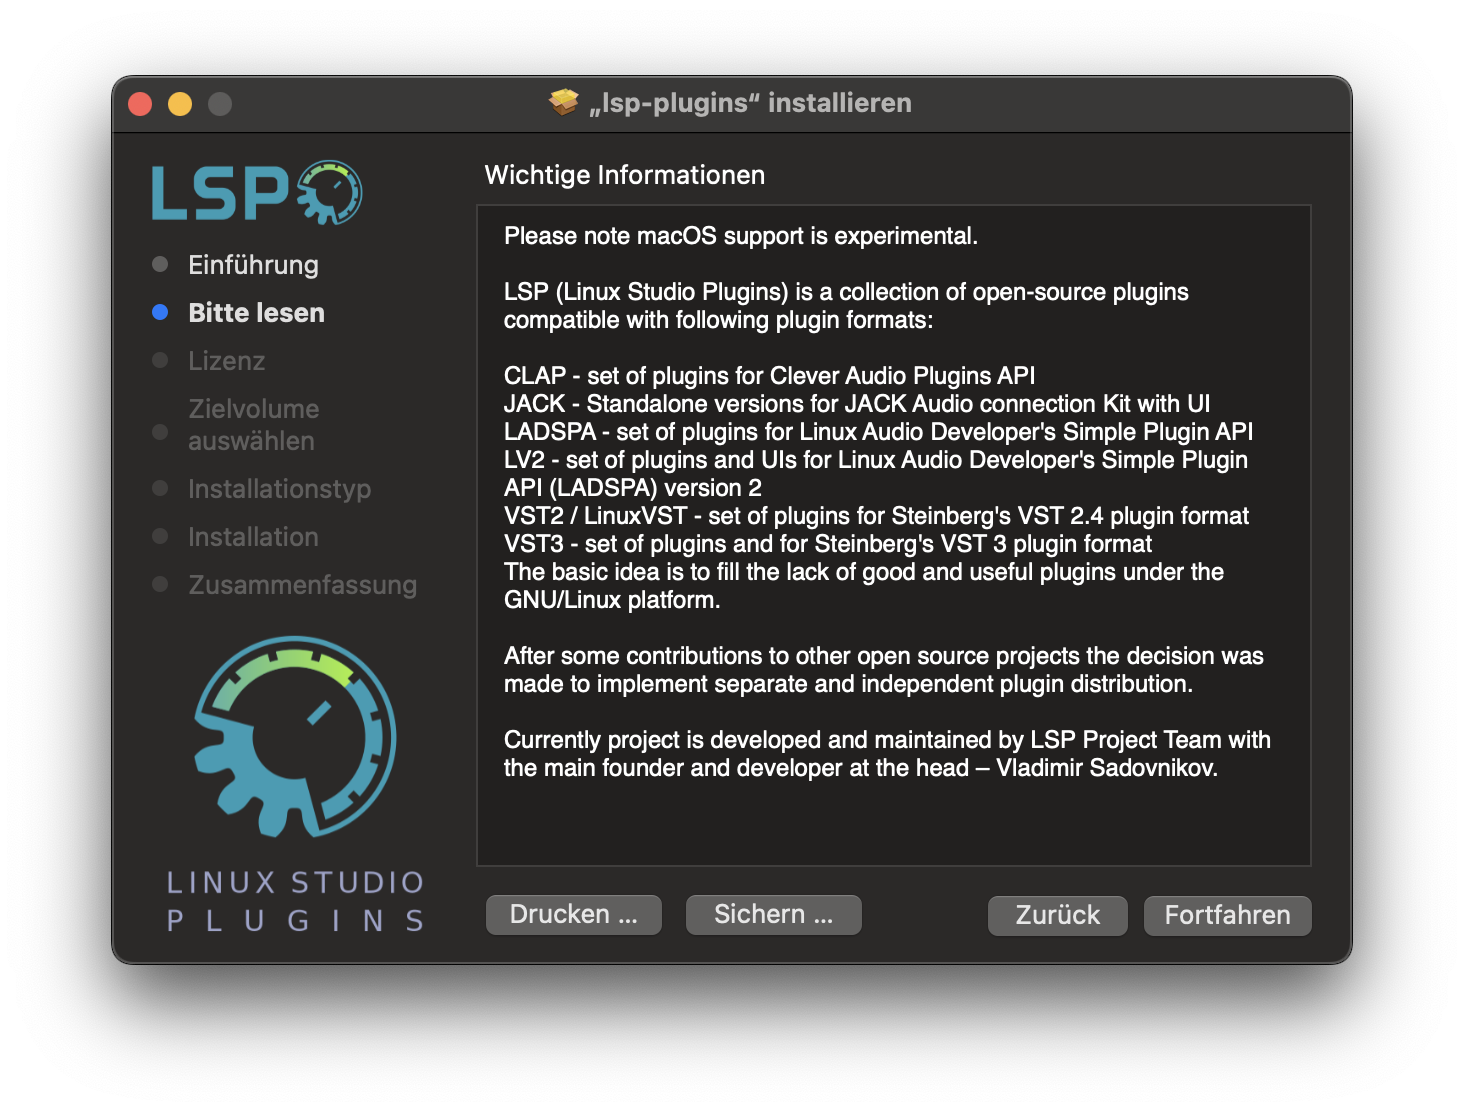 „lsp-plugins“ installieren
LSP
Einführung
Bitte lesen
Lizenz
Zielvolume
auswählen
Installationstyp
Installation
Zusammenfassung
LINUX STUDIO
PLUGINS
Wichtige Informationen
Please note macOS support is experimental.
LSP (Linux Studio Plugins) is a collection of open-source plugins
compatible with following plugin formats:
CLAP - set of plugins for Clever Audio Plugins API
JACK - Standalone versions for JACK Audio connection Kit with UI
LADSPA - set of plugins for Linux Audio Developer's Simple Plugin API
LV2 - set of plugins and UIs for Linux Audio Developer's Simple Plugin
API (LADSPA) version 2
VST2 / LinuxVST - set of plugins for Steinberg's VST 2.4 plugin format
VST3 - set of plugins and for Steinberg's VST 3 plugin format
The basic idea is to fill the lack of good and useful plugins under the
GNU/Linux platform.
After some contributions to other open source projects the decision was
made to implement separate and independent plugin distribution.
Currently project is developed and maintained by LSP Project Team with
the main founder and developer at the head – Vladimir Sadovnikov.
Drucken ...
Sichern ...
Zurück
Fortfahren